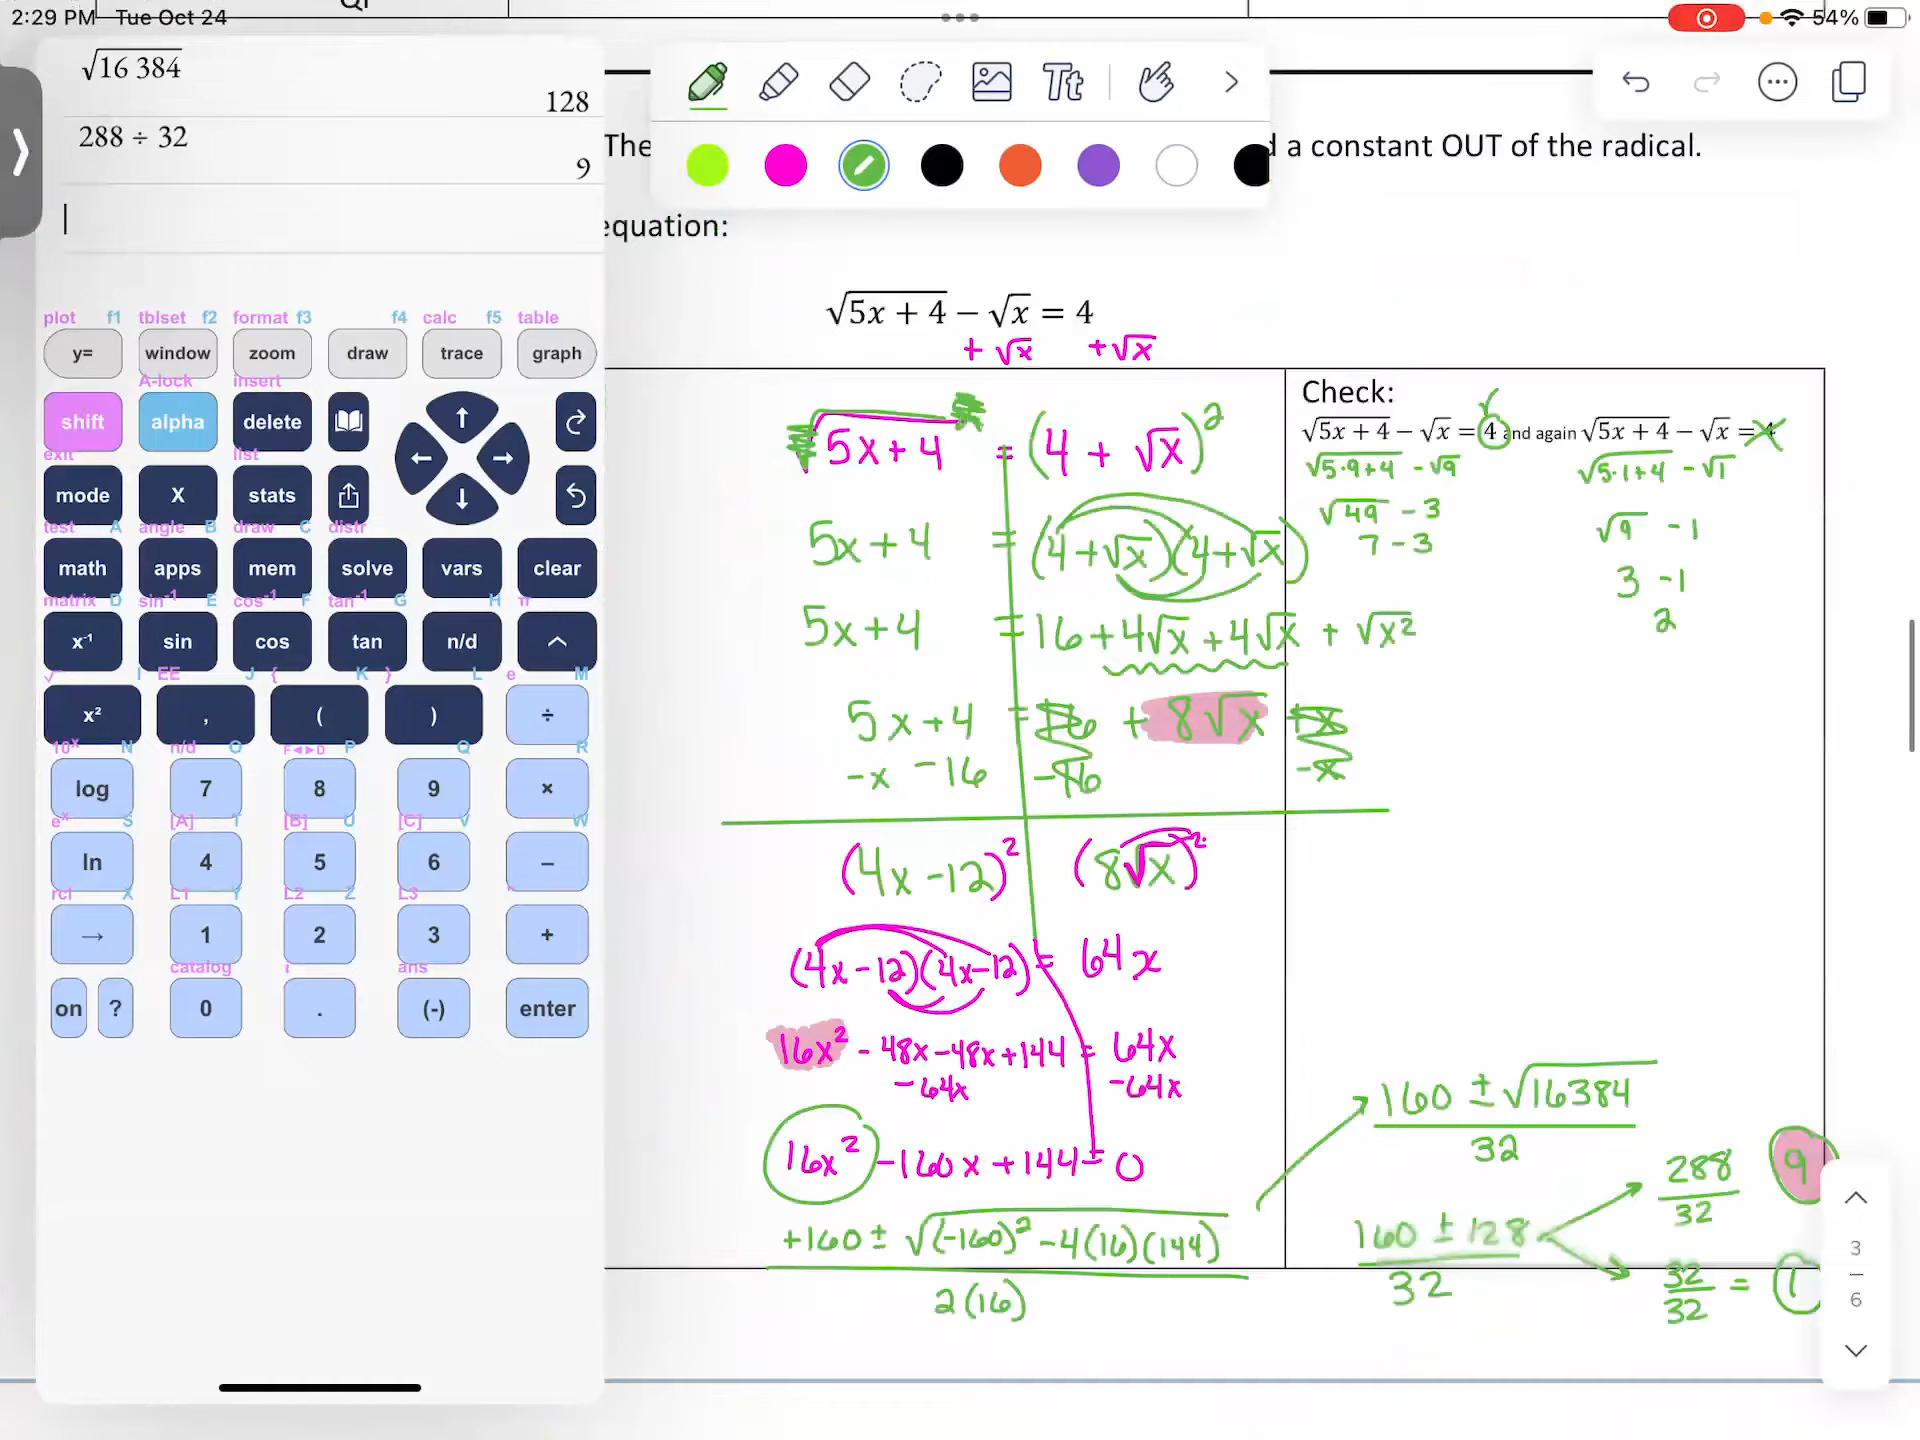 2:29 PM Tue Oct 24
54%
√16 384
128
288 ÷ 32
9
The
d a constant OUT of the radical.
equation:
√5x + 4 − √x = 4
+ √x +√x
Tt
plot f1 tblset f2 format f3 f4 calc f5 table
y= window zoom draw trace graph
A-lock insert
shift alpha delete
exit list
mode X stats
test A angle B draw C distr
math apps mem solve vars clear
matrix D sin⁻¹ E cos⁻¹ F tan⁻¹ G H π
x⁻¹ sin cos tan n/d ^
√ I EE J { K } L e M
x² , ( ) ÷
10ˣ N n/d O F◄►D P Q R
log 7 8 9 ×
eˣ S [A] T [B] U [C] V W
ln 4 5 6 −
rcl X L1 Y L2 Z L3 "
→ 1 2 3 +
catalog i ans
on ? 0 . (-) enter
√5x + 4 = (4 + √x)²
5x + 4 = (4 + √x)(4 + √x)
5x + 4 = 16 + 4√x + 4√x + √x²
5x + 4 = 16 + 8√x + x
-x -16 -16 -x
(4x - 12)² (8√x)²
(4x - 12)(4x - 12) = 64x
16x² - 48x - 48x + 144 = 64x
-64x -64x
16x² - 160x + 144 = 0
+160 ± √(-160)² - 4(16)(144)
2(16)
Check:
√5x + 4 − √x = 4 and again √5x + 4 − √x = 4
√5·9+4 - √9
√49 - 3
7 - 3
√5·1+4 - √1
√9 - 1
3 - 1
2
160 ± √16384
32
160 ± 128
32
288
32
9
32
32 = 1
3
6